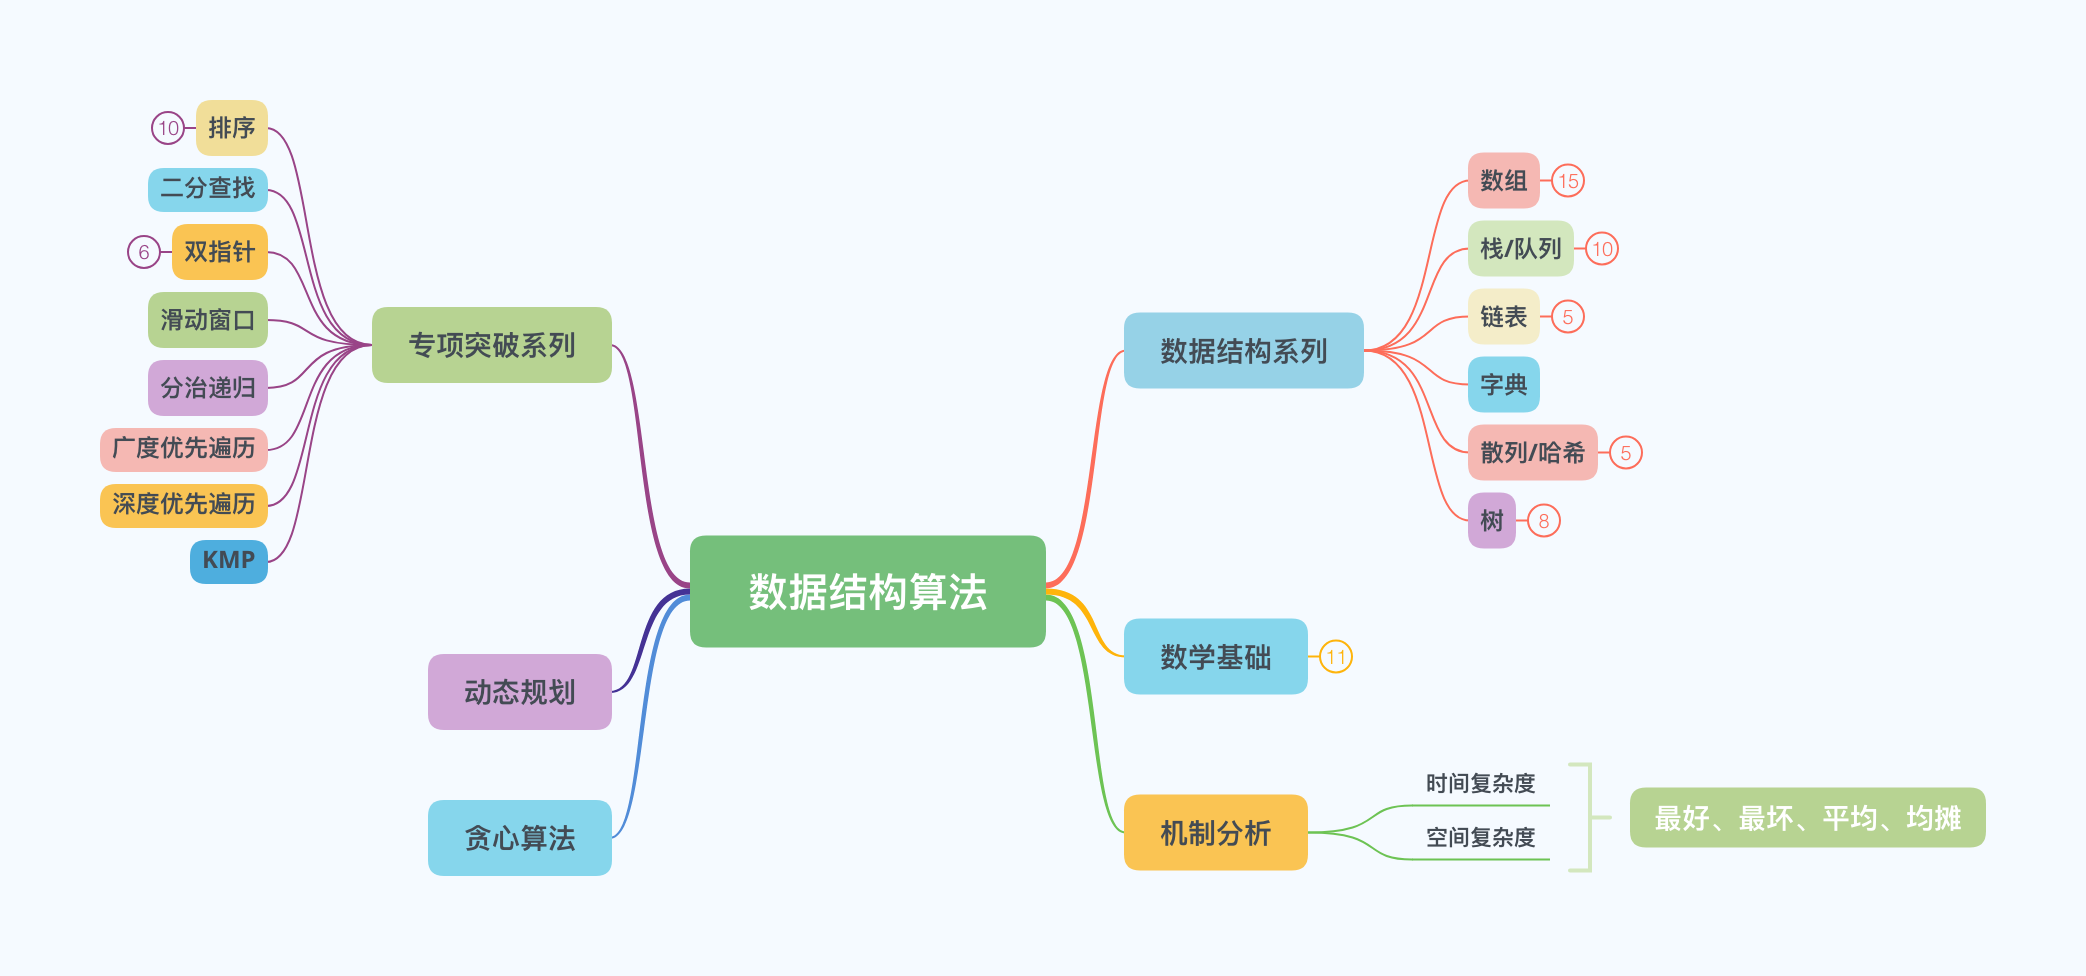 数据结构算法
专项突破系列
排序
10
二分查找
双指针
6
滑动窗口
分治递归
广度优先遍历
深度优先遍历
KMP
动态规划
贪心算法
数据结构系列
数组
15
栈/队列
10
链表
5
字典
散列/哈希
5
树
8
数学基础
11
机制分析
时间复杂度
空间复杂度
最好、最坏、平均、均摊